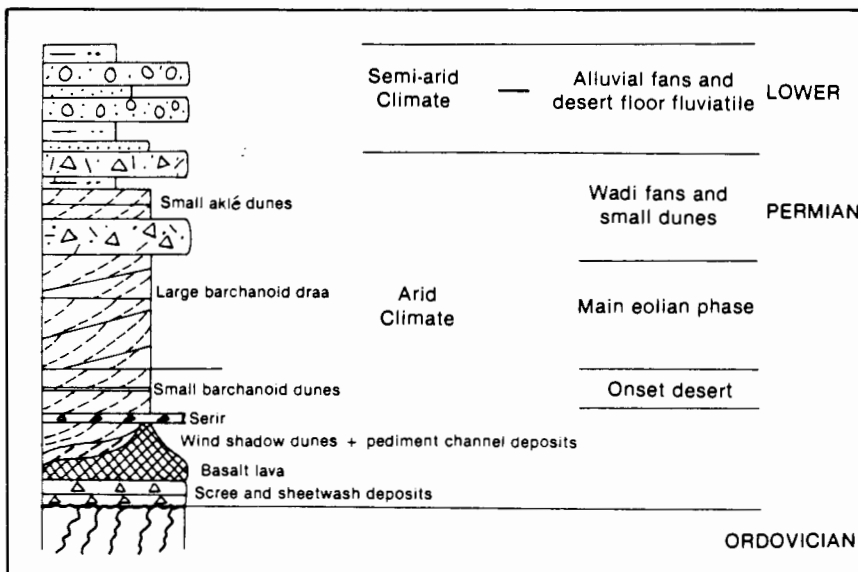 Semi-arid
Climate
—
Alluvial fans and
desert floor fluviatile
LOWER
Small aklé dunes
Wadi fans and
small dunes
PERMIAN
Large barchanoid draa
Arid
Climate
Main eolian phase
Small barchanoid dunes
Onset desert
Serir
Wind shadow dunes + pediment channel deposits
Basalt lava
Scree and sheetwash deposits
ORDOVICIAN